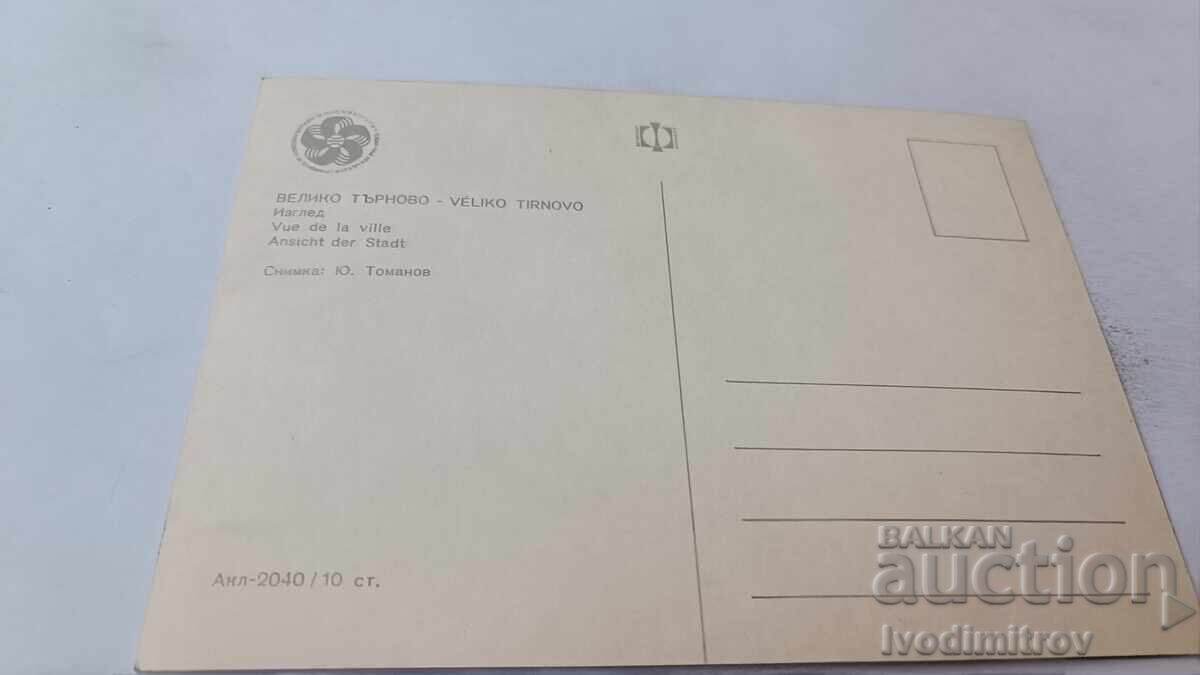 ВЕЛИКО ТЪРНОВО - VÉLIKO TIRNOVO
Изглед
Vue de la ville
Ansicht der Stadt
Снимка: Ю. Томанов
Акл-2040 / 10 ст.
BALKAN
auction
Ivodimitrov